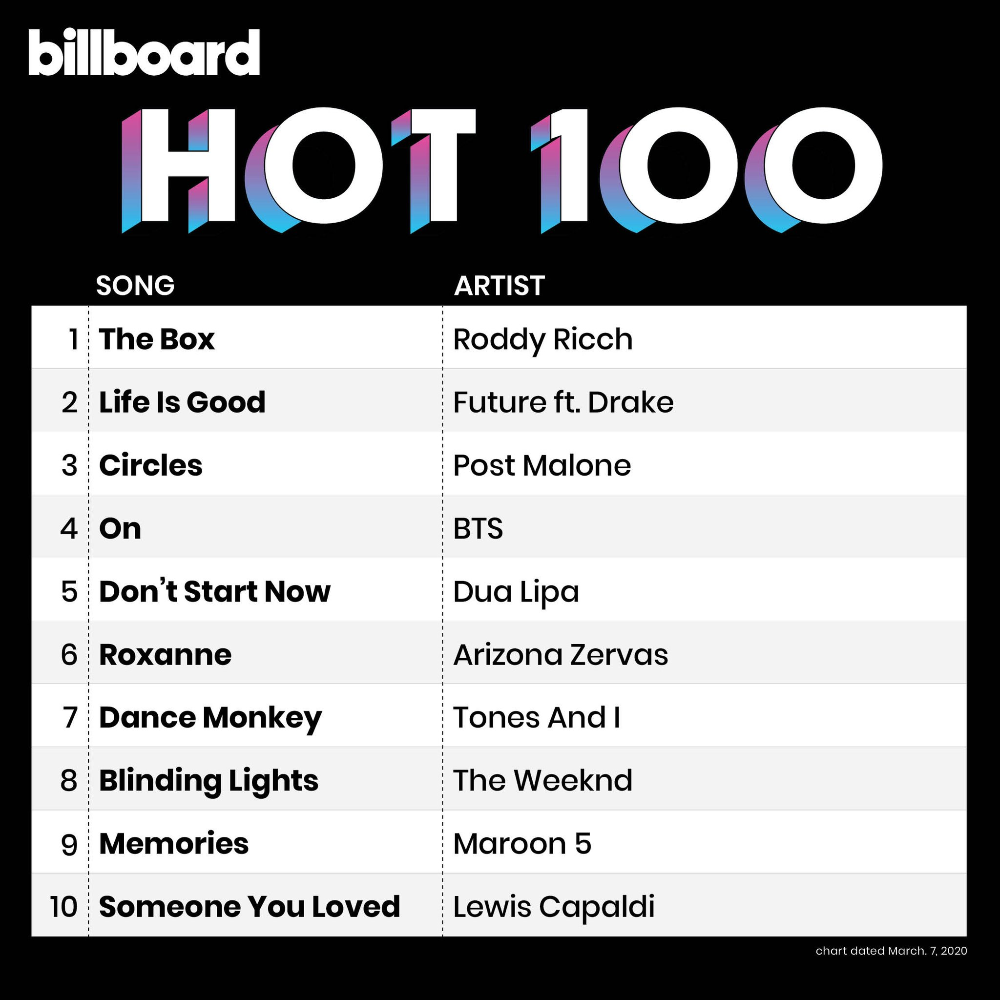 billboard
HOT 100
SONG ARTIST
1 The Box Roddy Ricch
2 Life Is Good Future ft. Drake
3 Circles Post Malone
4 On BTS
5 Don’t Start Now Dua Lipa
6 Roxanne Arizona Zervas
7 Dance Monkey Tones And I
8 Blinding Lights The Weeknd
9 Memories Maroon 5
10 Someone You Loved Lewis Capaldi
chart dated March. 7, 2020